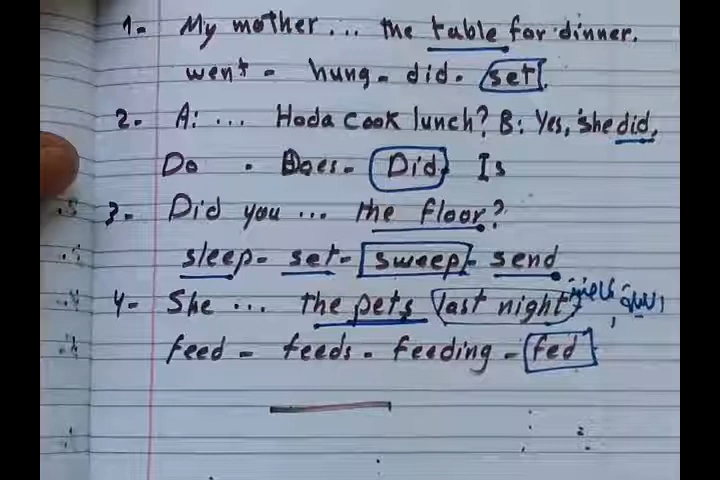 1- My mother... the table for dinner.
went - hung - did - set.
2- A: ... Hoda cook lunch? B: Yes, she did.
Do - Does - Did Is
3- Did you ... the floor?
sleep - set - sweep - send
4- She ... the pets last night
feed - feeds - feeding - fed